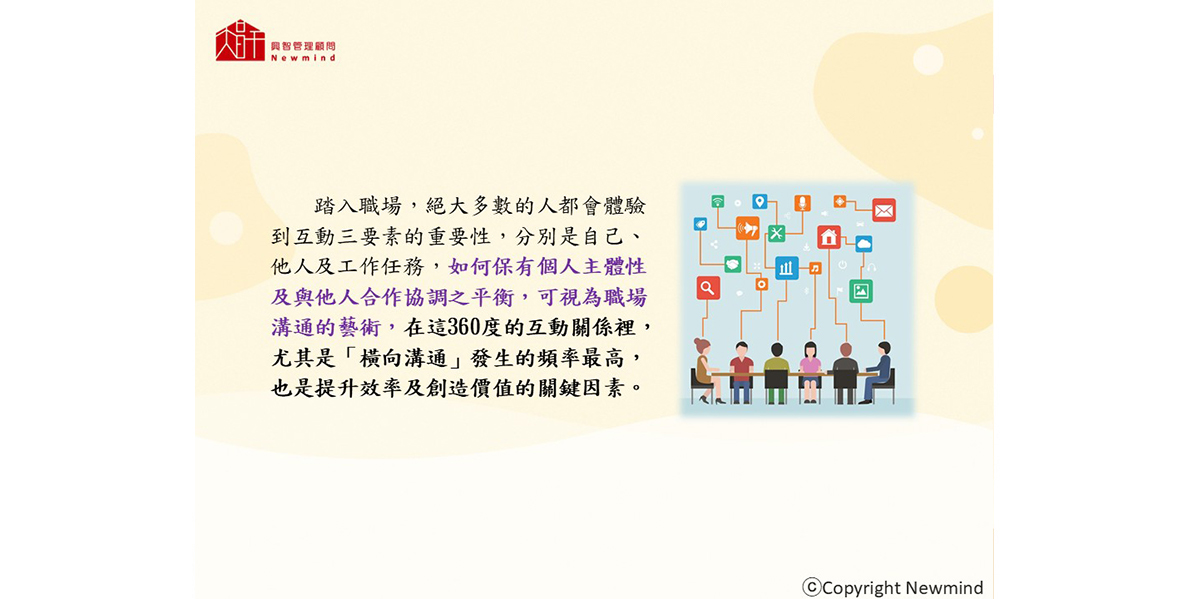 興智管理顧問
Newmind
踏入職場，絕大多數的人都會體驗
到互動三要素的重要性，分別是自己、
他人及工作任務，如何保有個人主體性
及與他人合作協調之平衡，可視為職場
溝通的藝術，在這360度的互動關係裡，
尤其是「橫向溝通」發生的頻率最高，
也是提升效率及創造價值的關鍵因素。
ⓒCopyright Newmind